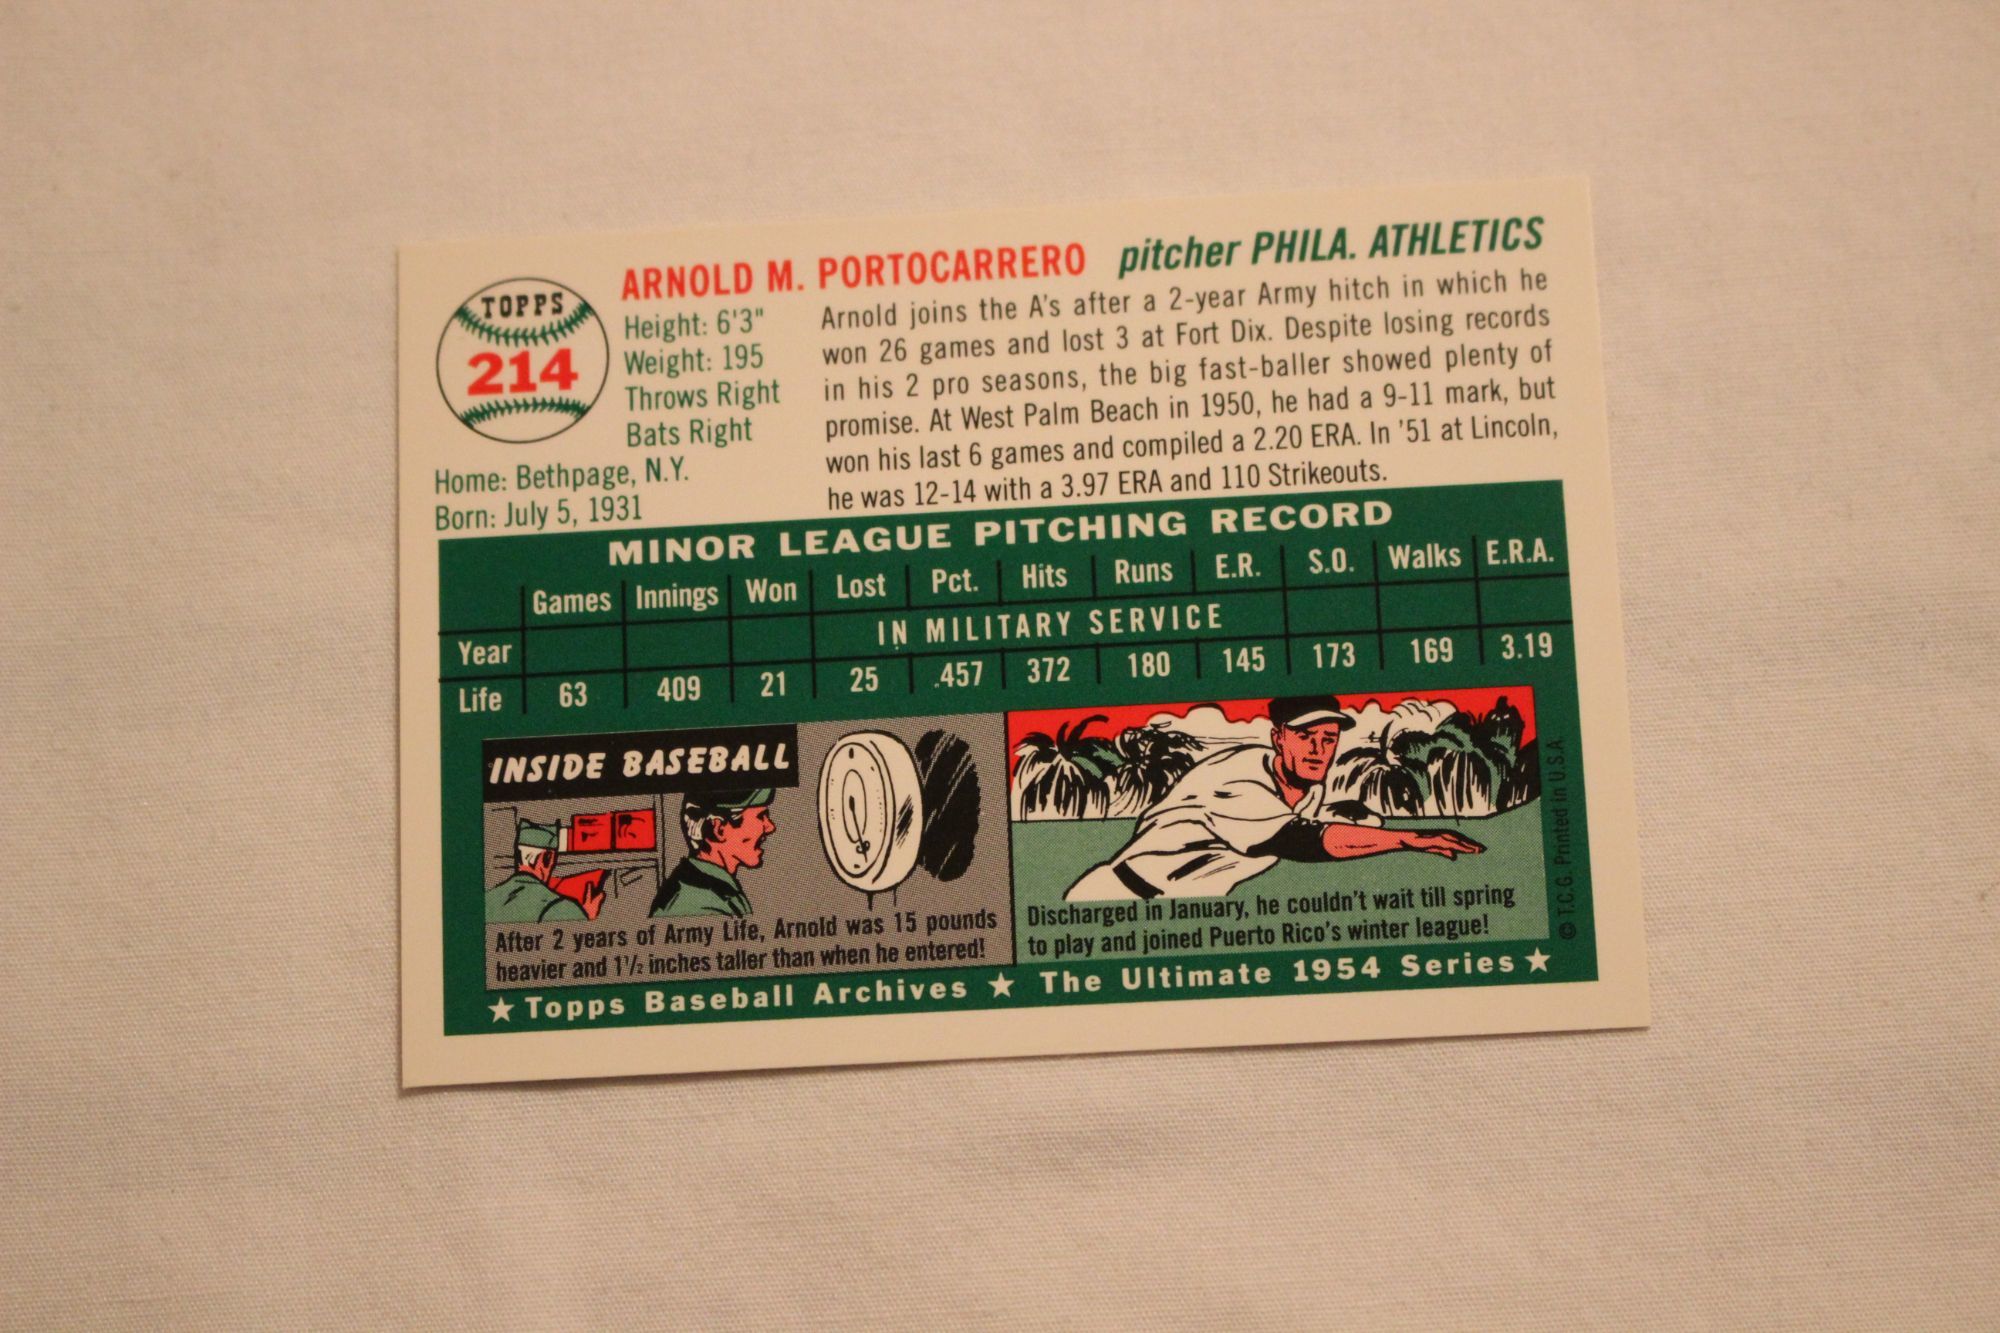 TOPPS
214
ARNOLD M. PORTOCARRERO pitcher PHILA. ATHLETICS
Height: 6'3"
Weight: 195
Throws Right
Bats Right
Home: Bethpage, N.Y.
Born: July 5, 1931
Arnold joins the A's after a 2-year Army hitch in which he
won 26 games and lost 3 at Fort Dix. Despite losing records
in his 2 pro seasons, the big fast-baller showed plenty of
promise. At West Palm Beach in 1950, he had a 9-11 mark, but
won his last 6 games and compiled a 2.20 ERA. In '51 at Lincoln,
he was 12-14 with a 3.97 ERA and 110 Strikeouts.
MINOR LEAGUE PITCHING RECORD
Games Innings Won Lost Pct. Hits Runs E.R. S.O. Walks E.R.A.
Year IN MILITARY SERVICE
Life 63 409 21 25 .457 372 180 145 173 169 3.19
INSIDE BASEBALL
After 2 years of Army Life, Arnold was 15 pounds
heavier and 1½ inches taller than when he entered!
Discharged in January, he couldn't wait till spring
to play and joined Puerto Rico's winter league!
© T.C.G. Printed in U.S.A.
★ Topps Baseball Archives ★ The Ultimate 1954 Series ★